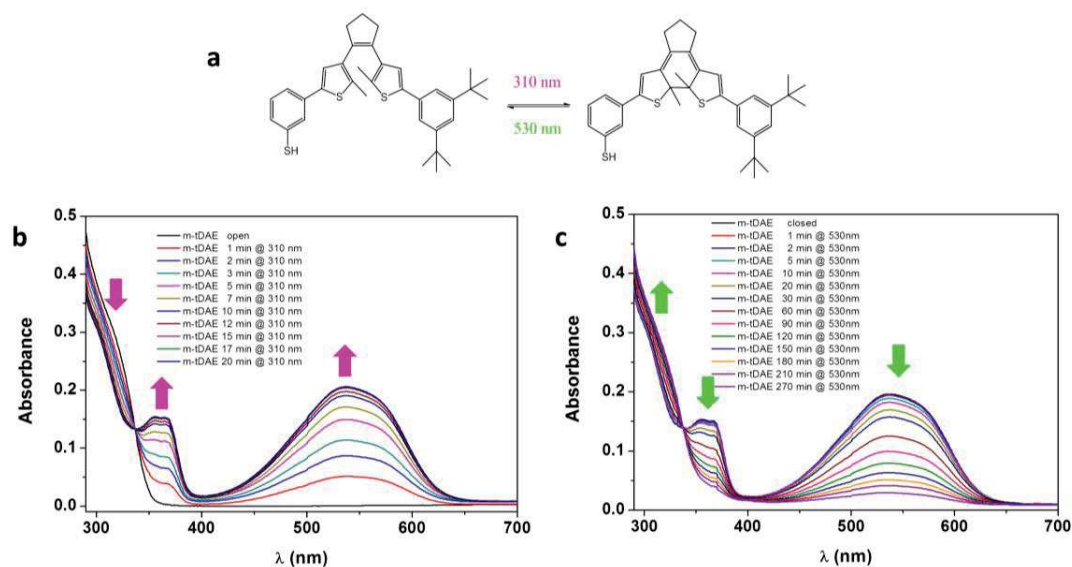 a
S
S
SH
310 nm
530 nm
S
S
SH
b
0.5
0.4
0.3
0.2
0.1
0.0
Absorbance
m-tDAE open
m-tDAE 1 min @ 310 nm
m-tDAE 2 min @ 310 nm
m-tDAE 3 min @ 310 nm
m-tDAE 5 min @ 310 nm
m-tDAE 7 min @ 310 nm
m-tDAE 10 min @ 310 nm
m-tDAE 12 min @ 310 nm
m-tDAE 15 min @ 310 nm
m-tDAE 17 min @ 310 nm
m-tDAE 20 min @ 310 nm
300 400 500 600 700
λ (nm)
c
0.5
0.4
0.3
0.2
0.1
0.0
Absorbance
m-tDAE closed
m-tDAE 1 min @ 530nm
m-tDAE 2 min @ 530nm
m-tDAE 5 min @ 530nm
m-tDAE 10 min @ 530nm
m-tDAE 20 min @ 530nm
m-tDAE 30 min @ 530nm
m-tDAE 60 min @ 530nm
m-tDAE 90 min @ 530nm
m-tDAE 120 min @ 530nm
m-tDAE 150 min @ 530nm
m-tDAE 180 min @ 530nm
m-tDAE 210 min @ 530nm
m-tDAE 270 min @ 530nm
300 400 500 600 700
λ (nm)